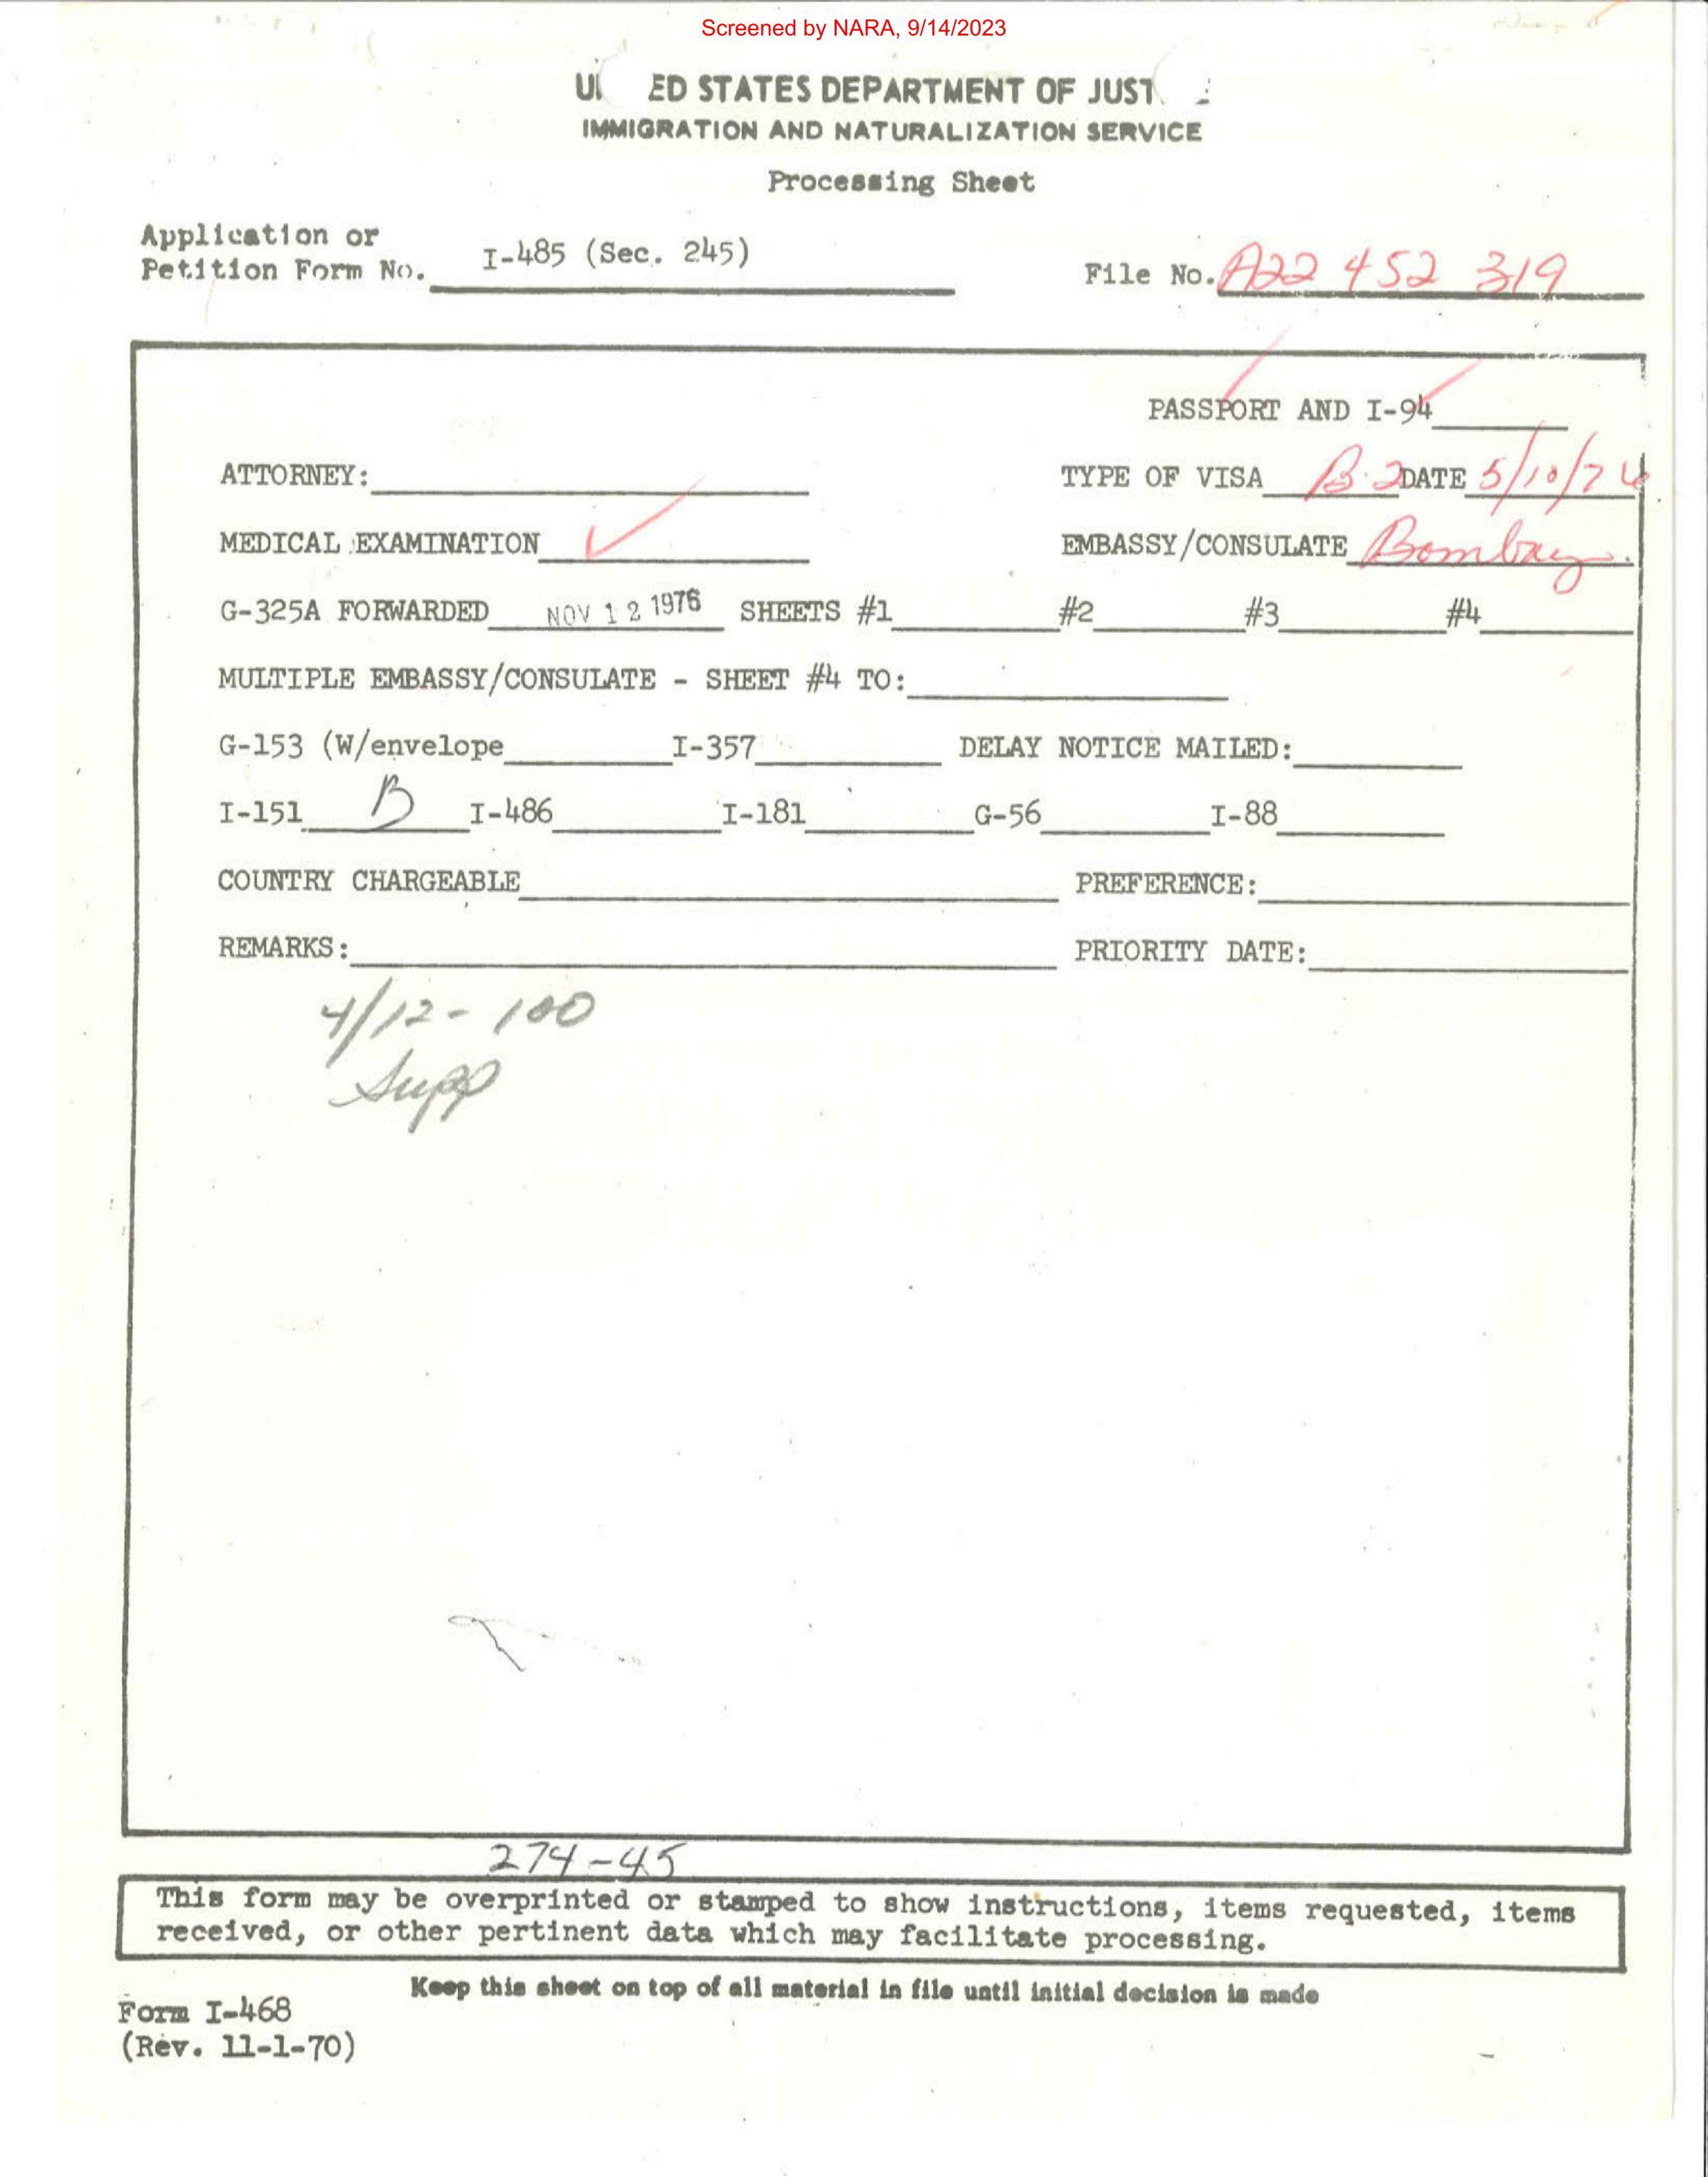 Screened by NARA, 9/14/2023
UI ED STATES DEPARTMENT OF JUST
IMMIGRATION AND NATURALIZATION SERVICE
Processing Sheet
Application or
Petition Form No. I-485 (Sec. 245)
File No. A22 452 319
PASSPORT AND I-94
ATTORNEY: TYPE OF VISA B-2 DATE 5/10/76
MEDICAL EXAMINATION EMBASSY/CONSULATE Bombay.
G-325A FORWARDED NOV 12 1976 SHEETS #1 #2 #3 #4
MULTIPLE EMBASSY/CONSULATE - SHEET #4 TO:
G-153 (W/envelope I-357 DELAY NOTICE MAILED:
I-151 B I-486 I-181 G-56 I-88
COUNTRY CHARGEABLE PREFERENCE:
REMARKS: PRIORITY DATE:
4/12- 100
Supp
274-45
This form may be overprinted or stamped to show instructions, items requested, items
received, or other pertinent data which may facilitate processing.
Keep this sheet on top of all material in file until initial decision is made
Form I-468
(Rev. 11-1-70)